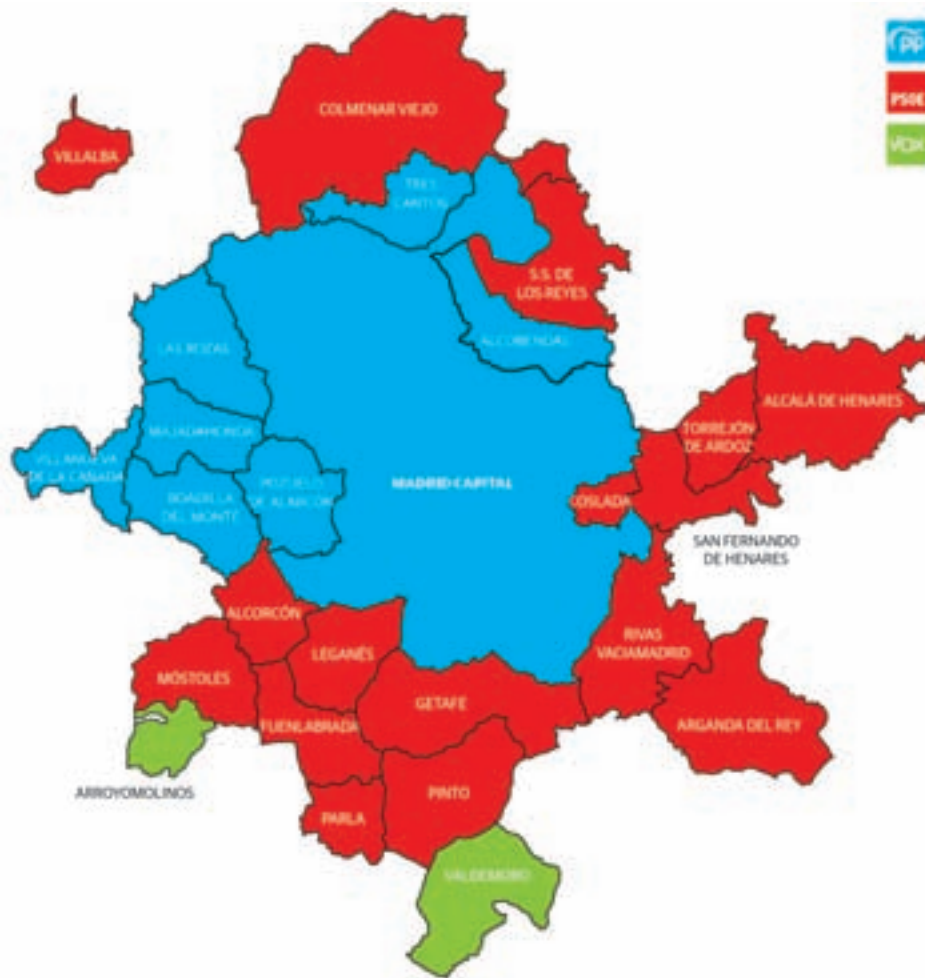 PP
COLMENAR VIEJO
PSOE
VOX
VILLALBA
TRES
CANTOS
S.S. DE
LOS REYES
LAS ROZAS
ALCOBENDAS
ALCALÁ DE HENARES
TORREJÓN
DE ARDOZ
MAJADAHONDA
VILLANUEVA
DE LA CAÑADA
POZUELO
DE ALARCÓN
MADRID CAPITAL
BOADILLA
DEL MONTE
COSLADA
SAN FERNANDO
DE HENARES
ALCORCÓN
LEGANÉS
RIVAS
VACIAMADRID
MÓSTOLES
GETAFE
FUENLABRADA
ARGANDA DEL REY
ARROYOMOLINOS
PINTO
PARLA
VALDEMORO